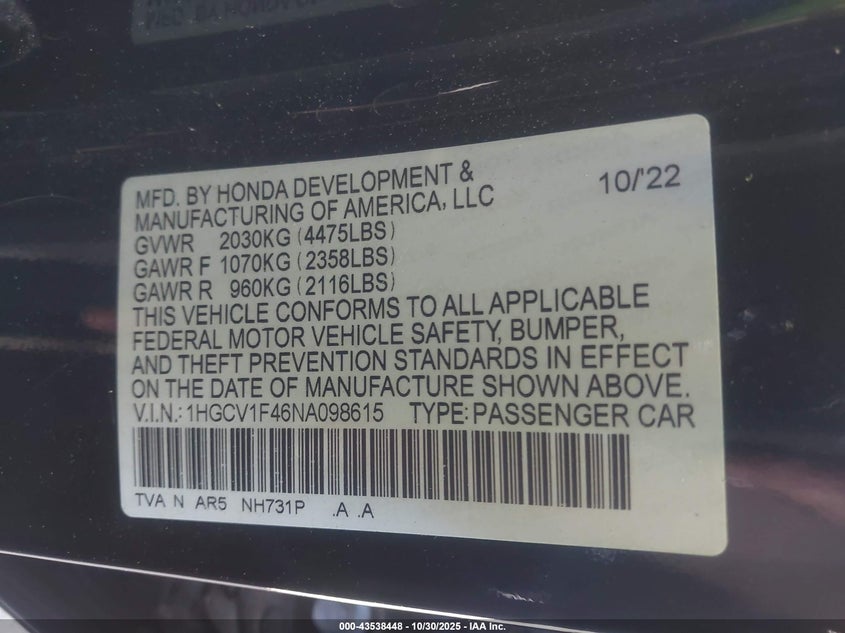 MFD. BY HONDA DEVELOPMENT & 10/'22
MANUFACTURING OF AMERICA, LLC
GVWR 2030KG (4475LBS)
GAWR F 1070KG (2358LBS)
GAWR R 960KG (2116LBS)
THIS VEHICLE CONFORMS TO ALL APPLICABLE
FEDERAL MOTOR VEHICLE SAFETY, BUMPER,
AND THEFT PREVENTION STANDARDS IN EFFECT
ON THE DATE OF MANUFACTURE SHOWN ABOVE.
V.I.N.: 1HGCV1F46NA098615 TYPE: PASSENGER CAR
TVA N AR5 NH731P .A .A
000-43538448 - 10/30/2025 - IAA Inc.